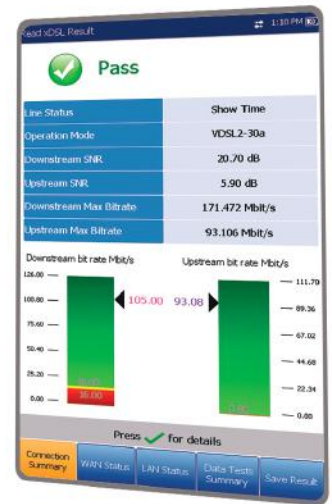 Read xDSL Result 1:10 PM
Pass
Line Status Show Time
Operation Mode VDSL2-30a
Downstream SNR 20.70 dB
Upstream SNR 5.90 dB
Downstream Max Bitrate 171.472 Mbit/s
Upstream Max Bitrate 93.106 Mbit/s
Downstream bit rate Mbit/s Upstream bit rate Mbit/s
126.00 111.70
100.80 105.00 93.08 89.36
75.60 67.02
50.40 44.68
25.20 22.34
16.00
0.00 0.00
Press for details
Connection Summary WAN Status LAN Status Data Tests Summary Save Result